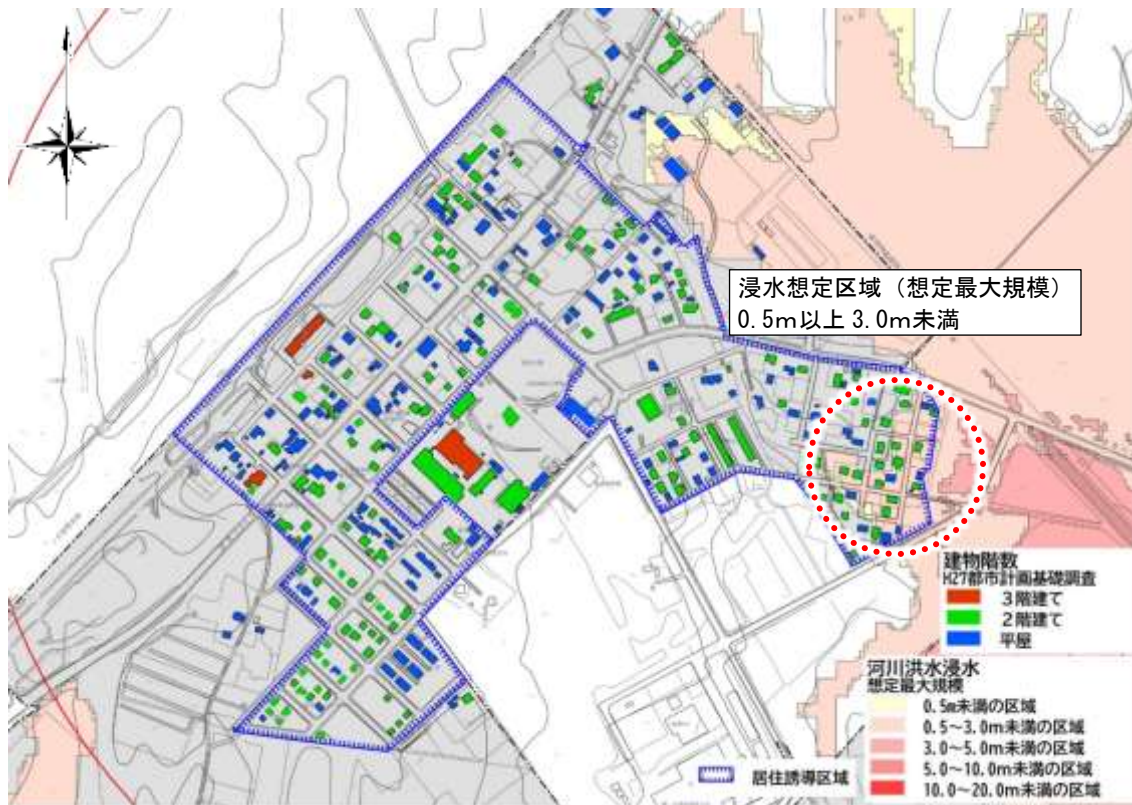 浸水想定区域（想定最大規模）
0.5m以上 3.0m未満
建物階数
H27都市計画基礎調査
3階建て
2階建て
平屋
河川洪水浸水
想定最大規模
0.5m未満の区域
0.5～3.0m未満の区域
3.0～5.0m未満の区域
5.0～10.0m未満の区域
10.0～20.0m未満の区域
居住誘導区域